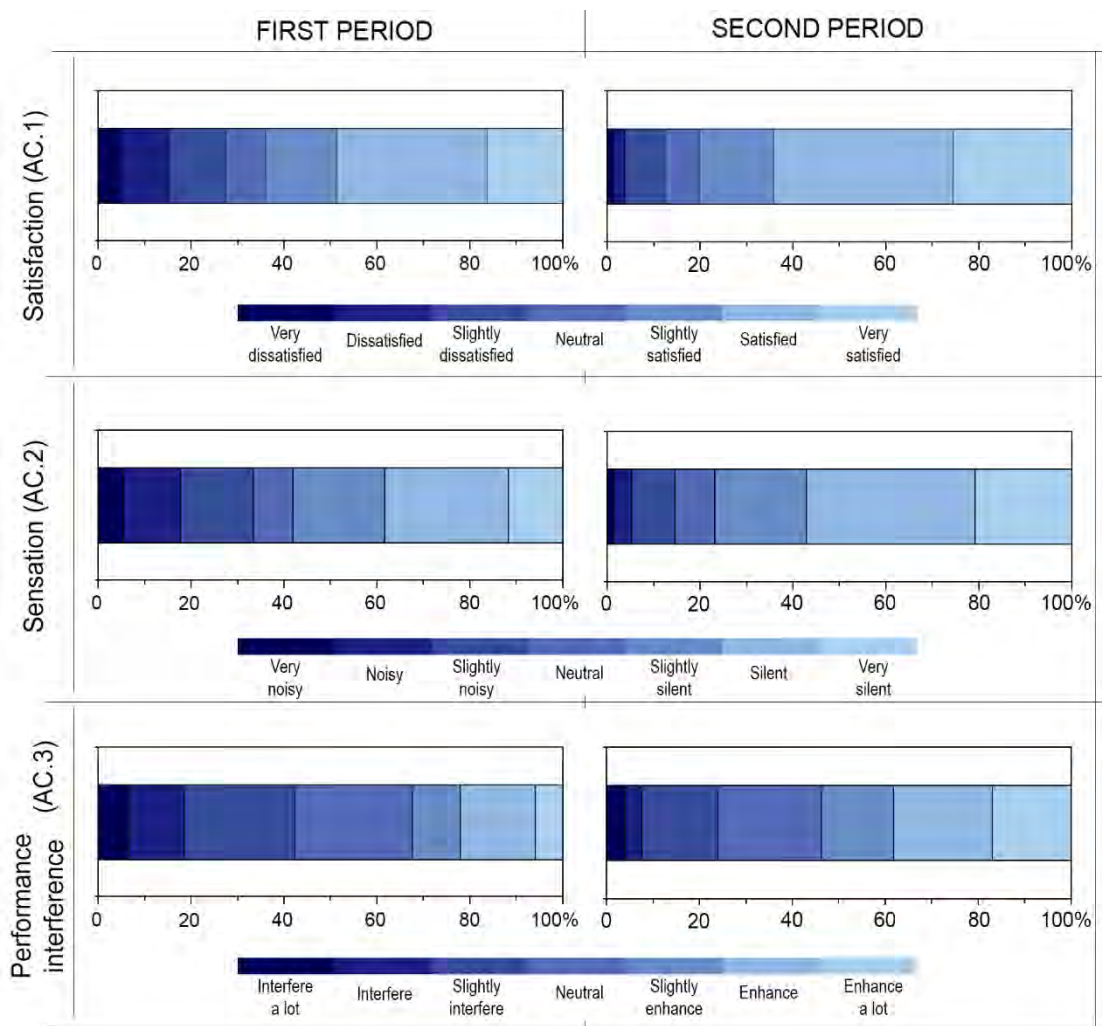 FIRST PERIOD
SECOND PERIOD
Satisfaction (AC.1)
0 20 40 60 80 100%
0 20 40 60 80 100%
Very dissatisfied
Dissatisfied
Slightly dissatisfied
Neutral
Slightly satisfied
Satisfied
Very satisfied
Sensation (AC.2)
0 20 40 60 80 100%
0 20 40 60 80 100%
Very noisy
Noisy
Slightly noisy
Neutral
Slightly silent
Silent
Very silent
Performance interference (AC.3)
0 20 40 60 80 100%
0 20 40 60 80 100%
Interfere a lot
Interfere
Slightly interfere
Neutral
Slightly enhance
Enhance
Enhance a lot